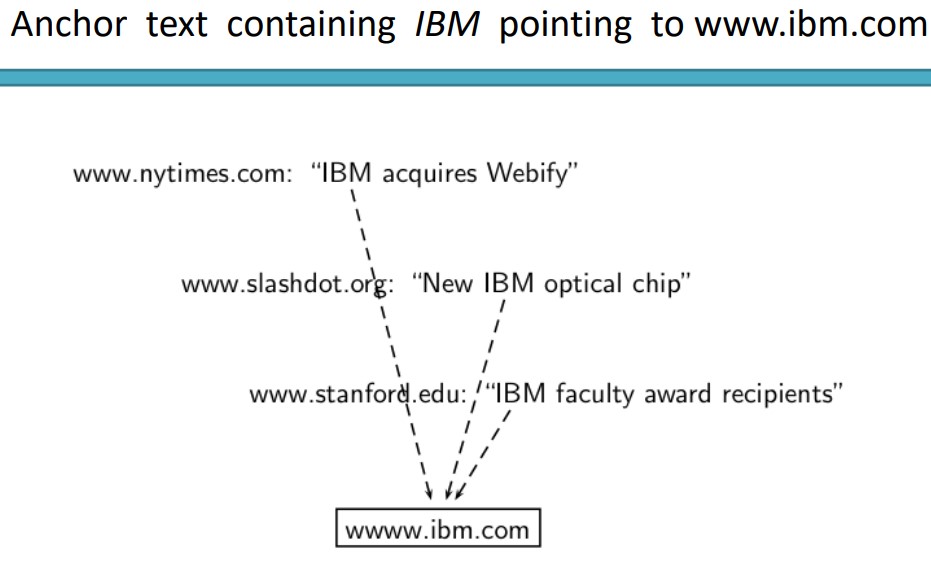 Anchor text containing IBM pointing to www.ibm.com
www.nytimes.com: “IBM acquires Webify”
www.slashdot.org: “New IBM optical chip”
www.stanford.edu: “IBM faculty award recipients”
wwww.ibm.com